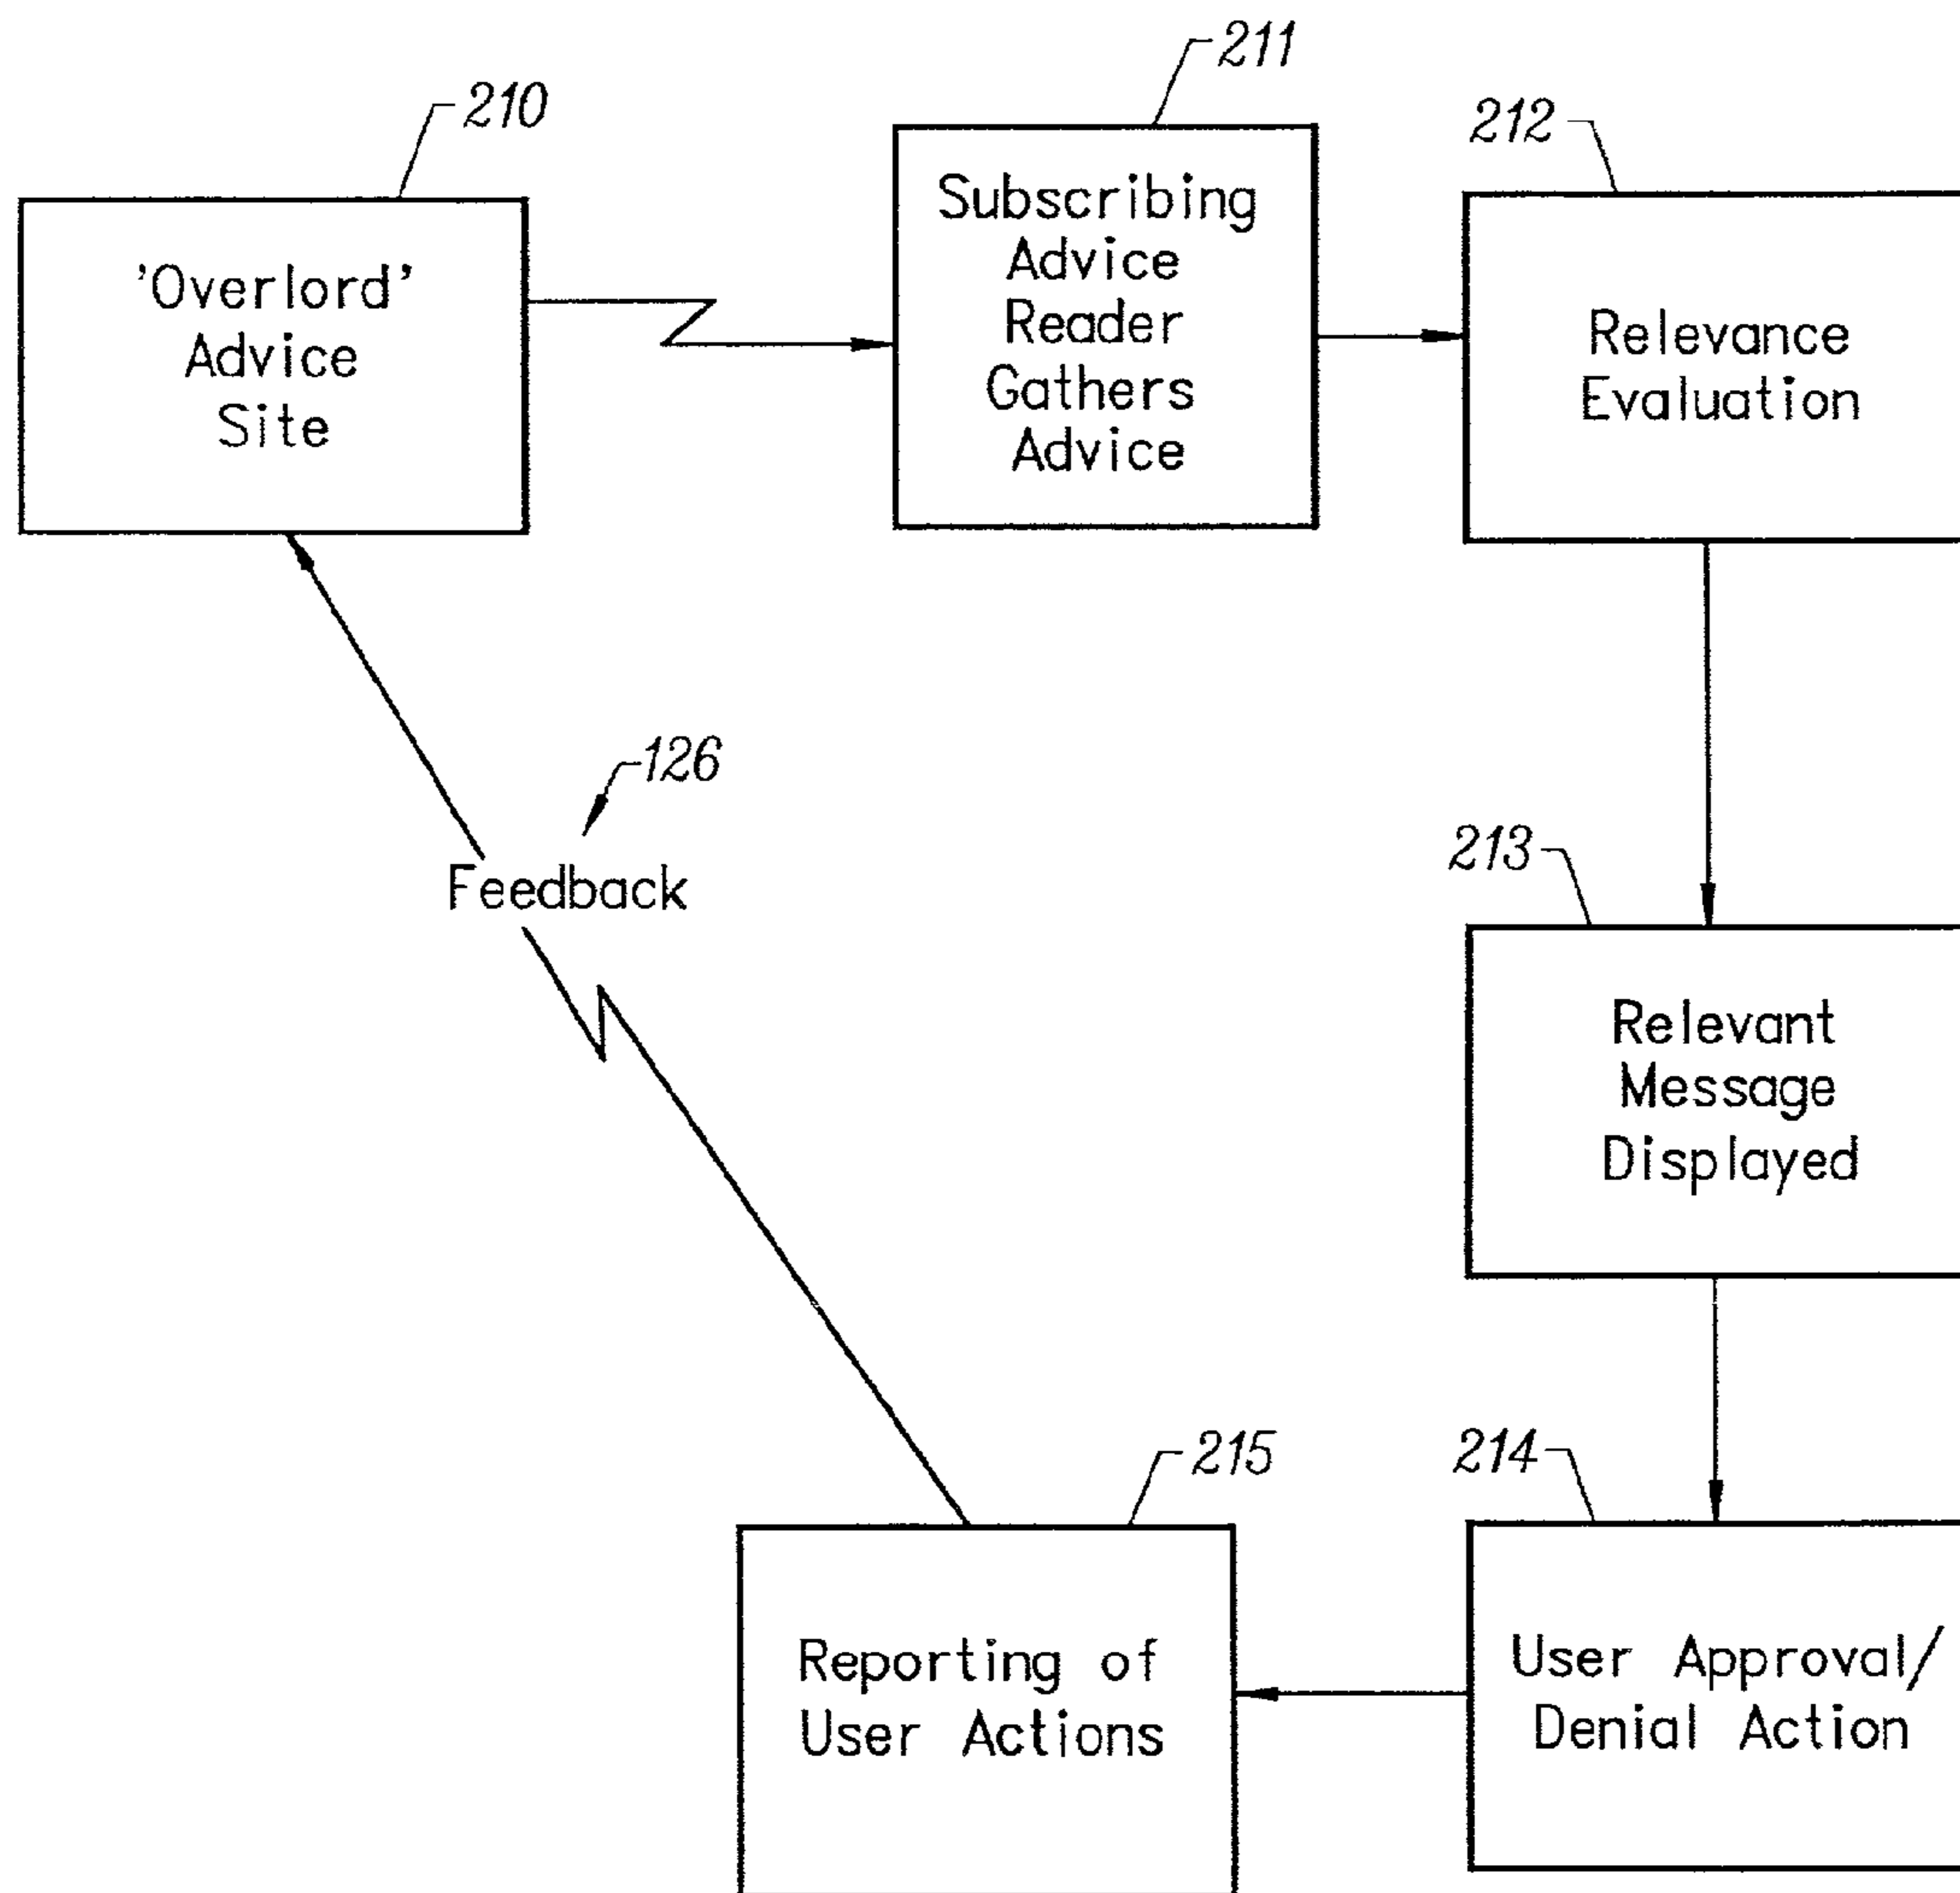 211
210
212
Subscribing
Advice
Reader
Gathers
Advice
'Overlord'
Advice
Site
Relevance
Evaluation
126
Feedback
213
Relevant
Message
Displayed
215
214
Reporting of
User Actions
User Approval/
Denial Action